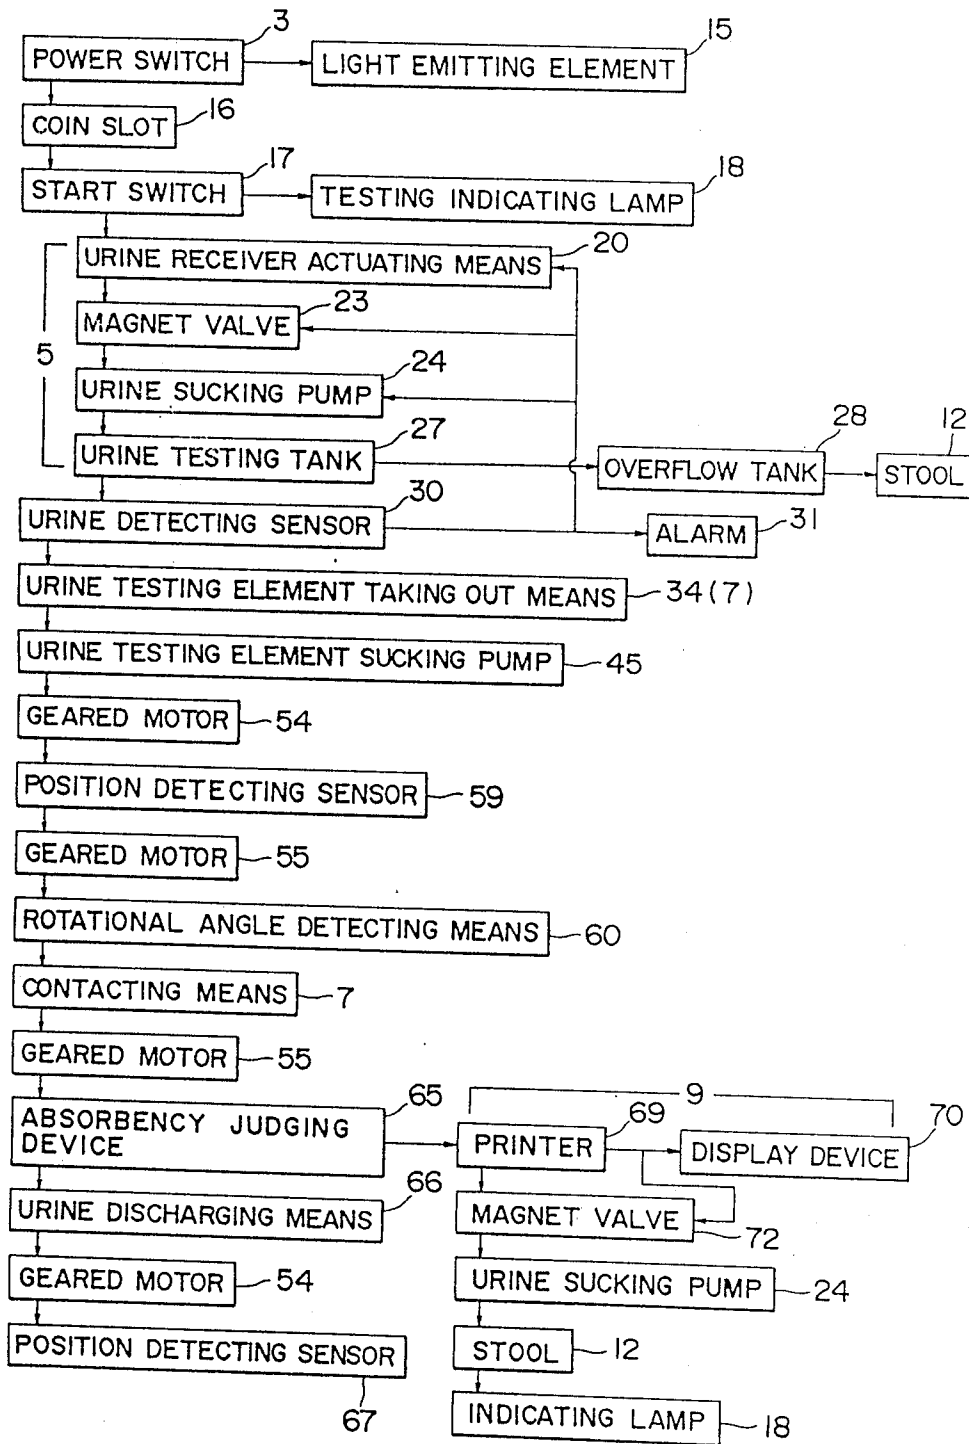 3
POWER SWITCH
15
LIGHT EMITTING ELEMENT
16
COIN SLOT
17
START SWITCH
18
TESTING INDICATING LAMP
5
20
URINE RECEIVER ACTUATING MEANS
23
MAGNET VALVE
24
URINE SUCKING PUMP
27
URINE TESTING TANK
28
OVERFLOW TANK
12
STOOL
30
URINE DETECTING SENSOR
ALARM
31
URINE TESTING ELEMENT TAKING OUT MEANS
34(7)
URINE TESTING ELEMENT SUCKING PUMP
45
GEARED MOTOR
54
POSITION DETECTING SENSOR
59
GEARED MOTOR
55
ROTATIONAL ANGLE DETECTING MEANS
60
CONTACTING MEANS
7
GEARED MOTOR
55
65
ABSORBENCY JUDGING
DEVICE
9
69
PRINTER
70
DISPLAY DEVICE
66
URINE DISCHARGING MEANS
MAGNET VALVE
72
GEARED MOTOR
54
URINE SUCKING PUMP
24
POSITION DETECTING SENSOR
67
STOOL
12
INDICATING LAMP
18